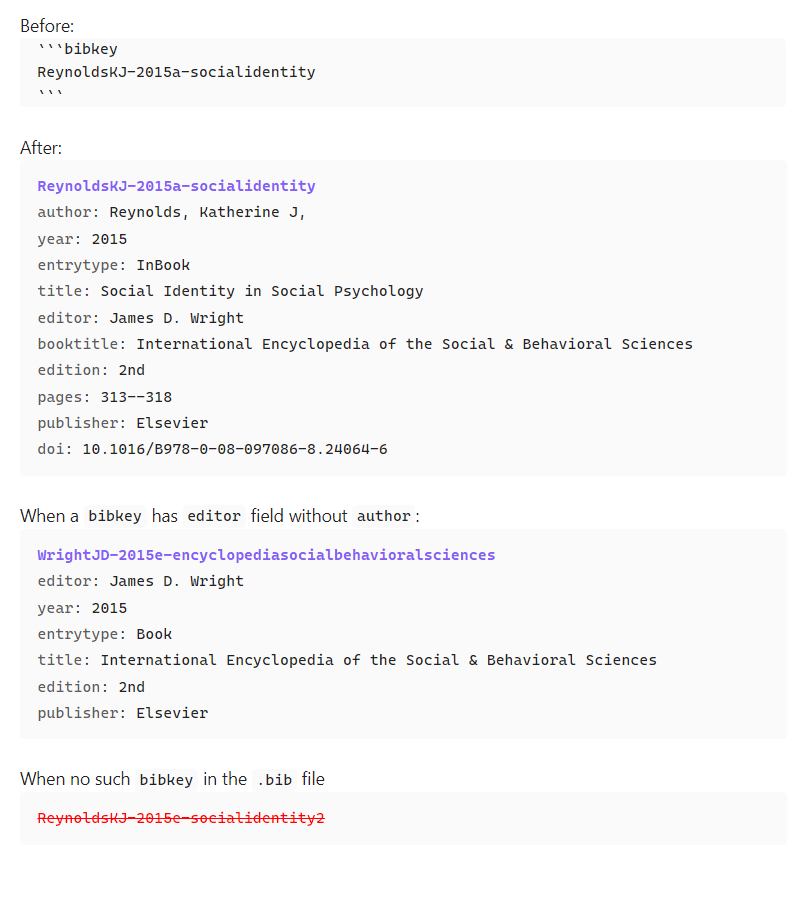 Before:
```bibkey
ReynoldsKJ-2015a-socialidentity
```
After:
ReynoldsKJ-2015a-socialidentity
author: Reynolds, Katherine J,
year: 2015
entrytype: InBook
title: Social Identity in Social Psychology
editor: James D. Wright
booktitle: International Encyclopedia of the Social & Behavioral Sciences
edition: 2nd
pages: 313--318
publisher: Elsevier
doi: 10.1016/B978-0-08-097086-8.24064-6
When a bibkey has editor field without author:
WrightJD-2015e-encyclopediasocialbehavioralsciences
editor: James D. Wright
year: 2015
entrytype: Book
title: International Encyclopedia of the Social & Behavioral Sciences
edition: 2nd
publisher: Elsevier
When no such bibkey in the .bib file
ReynoldsKJ-2015e-socialidentity2